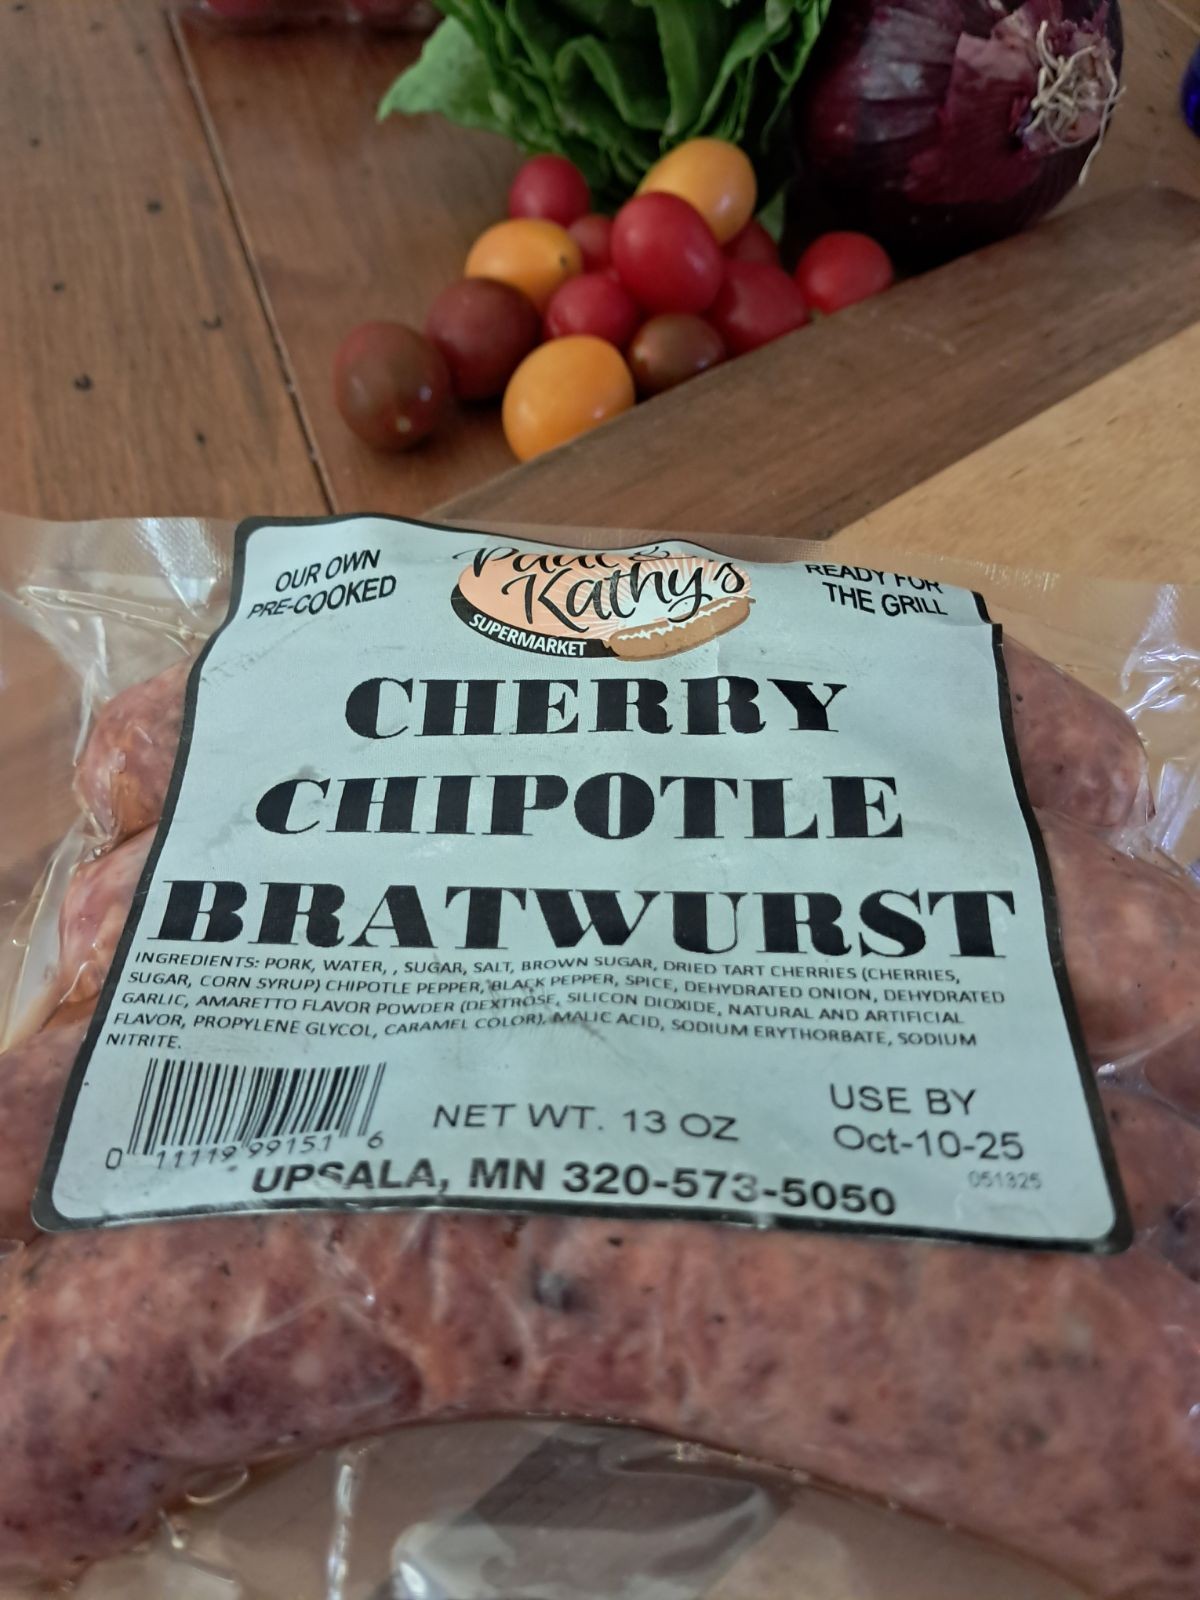 OUR OWN
PRE-COOKED
Paul &
Kathy's
SUPERMARKET
READY FOR
THE GRILL
CHERRY
CHIPOTLE
BRATWURST
INGREDIENTS: PORK, WATER, , SUGAR, SALT, BROWN SUGAR, DRIED TART CHERRIES (CHERRIES,
SUGAR, CORN SYRUP) CHIPOTLE PEPPER, BLACK PEPPER, SPICE, DEHYDRATED ONION, DEHYDRATED
GARLIC, AMARETTO FLAVOR POWDER (DEXTROSE, SILICON DIOXIDE, NATURAL AND ARTIFICIAL
FLAVOR, PROPYLENE GLYCOL, CARAMEL COLOR), MALIC ACID, SODIUM ERYTHORBATE, SODIUM
NITRITE.
0 11119 99151 6
NET WT. 13 OZ
USE BY
Oct-10-25
051325
UPSALA, MN 320-573-5050